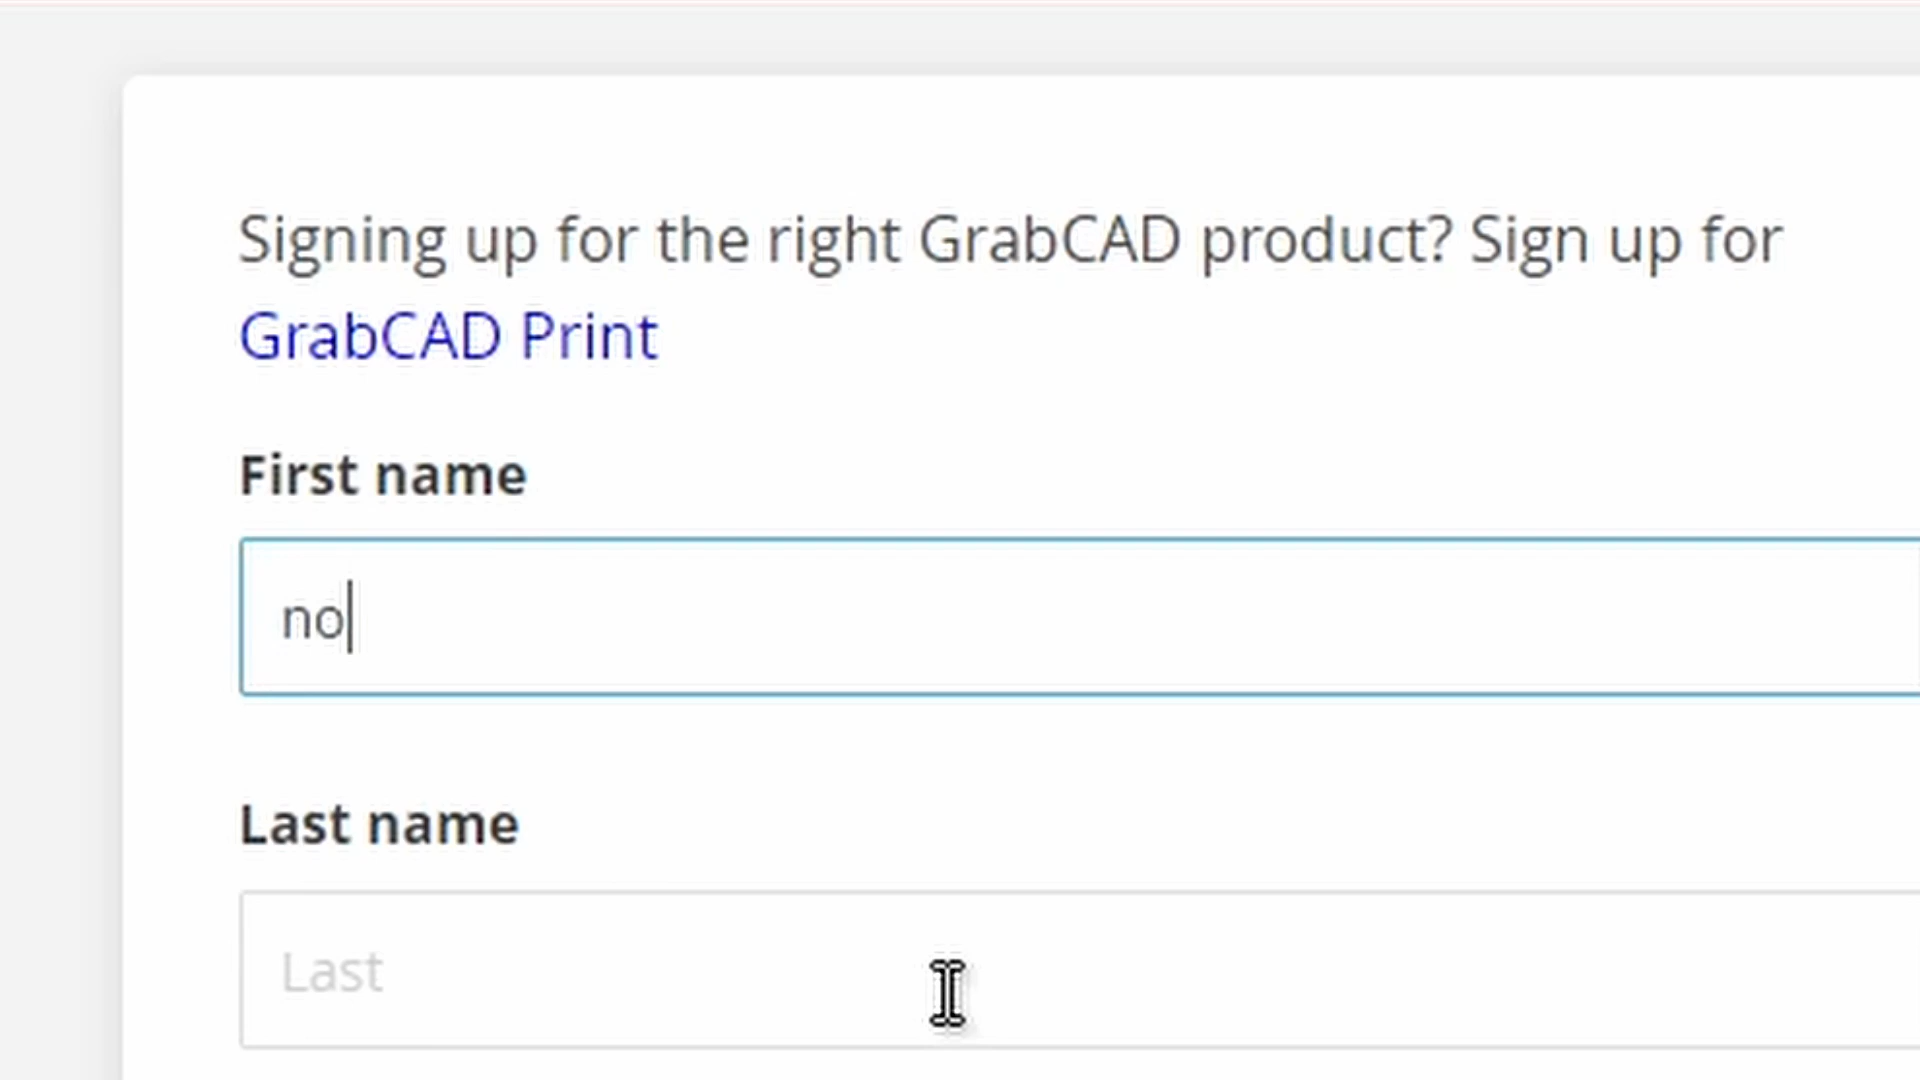 Signing up for the right GrabCAD product? Sign up for
GrabCAD Print
First name
no
Last name
Last